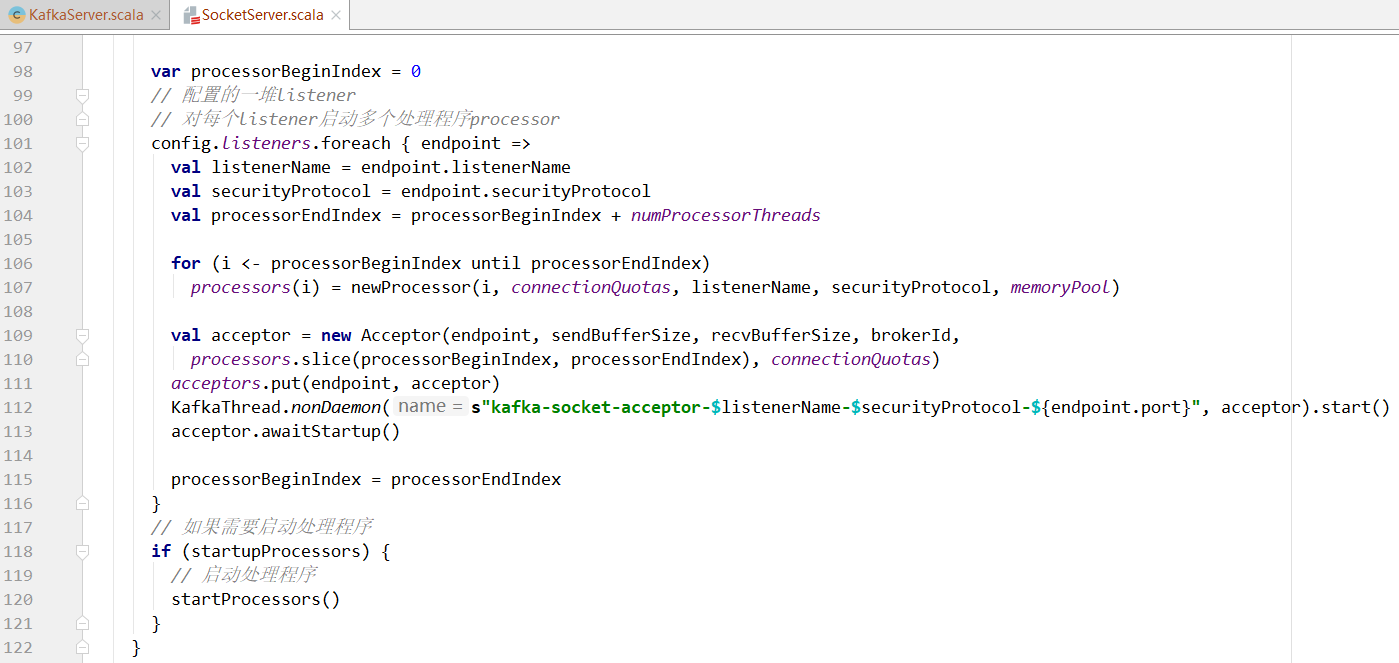 KafkaServer.scala SocketServer.scala
97
98 var processorBeginIndex = 0
99 // 配置的一堆listener
100 // 对每个listener启动多个处理程序processor
101 config.listeners.foreach { endpoint =>
102 val listenerName = endpoint.listenerName
103 val securityProtocol = endpoint.securityProtocol
104 val processorEndIndex = processorBeginIndex + numProcessorThreads
105
106 for (i <- processorBeginIndex until processorEndIndex)
107 processors(i) = newProcessor(i, connectionQuotas, listenerName, securityProtocol, memoryPool)
108
109 val acceptor = new Acceptor(endpoint, sendBufferSize, recvBufferSize, brokerId,
110 processors.slice(processorBeginIndex, processorEndIndex), connectionQuotas)
111 acceptors.put(endpoint, acceptor)
112 KafkaThread.nonDaemon( name = s"kafka-socket-acceptor-$listenerName-$securityProtocol-${endpoint.port}", acceptor).start()
113 acceptor.awaitStartup()
114
115 processorBeginIndex = processorEndIndex
116 }
117 // 如果需要启动处理程序
118 if (startupProcessors) {
119 // 启动处理程序
120 startProcessors()
121 }
122 }